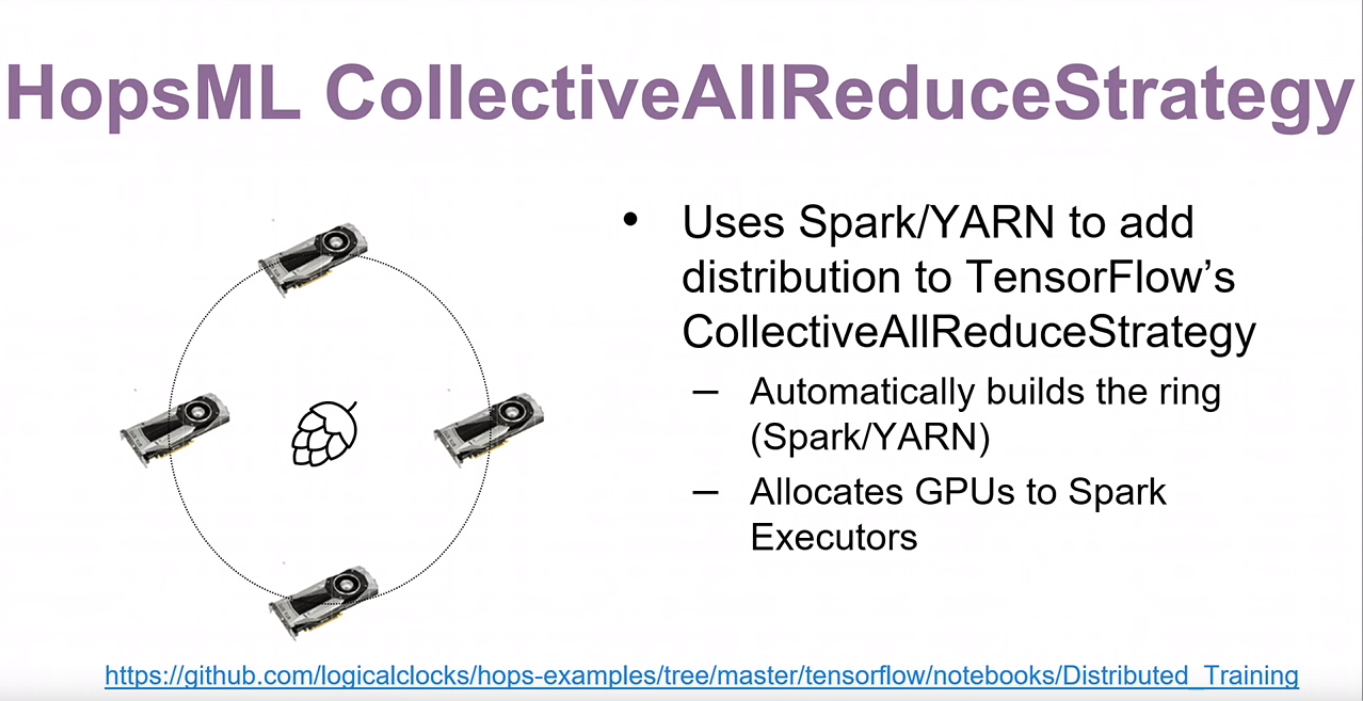 HopsML CollectiveAllReduceStrategy
• Uses Spark/YARN to add
distribution to TensorFlow’s
CollectiveAllReduceStrategy
– Automatically builds the ring
(Spark/YARN)
– Allocates GPUs to Spark
Executors
https://github.com/logicalclocks/hops-examples/tree/master/tensorflow/notebooks/Distributed_Training